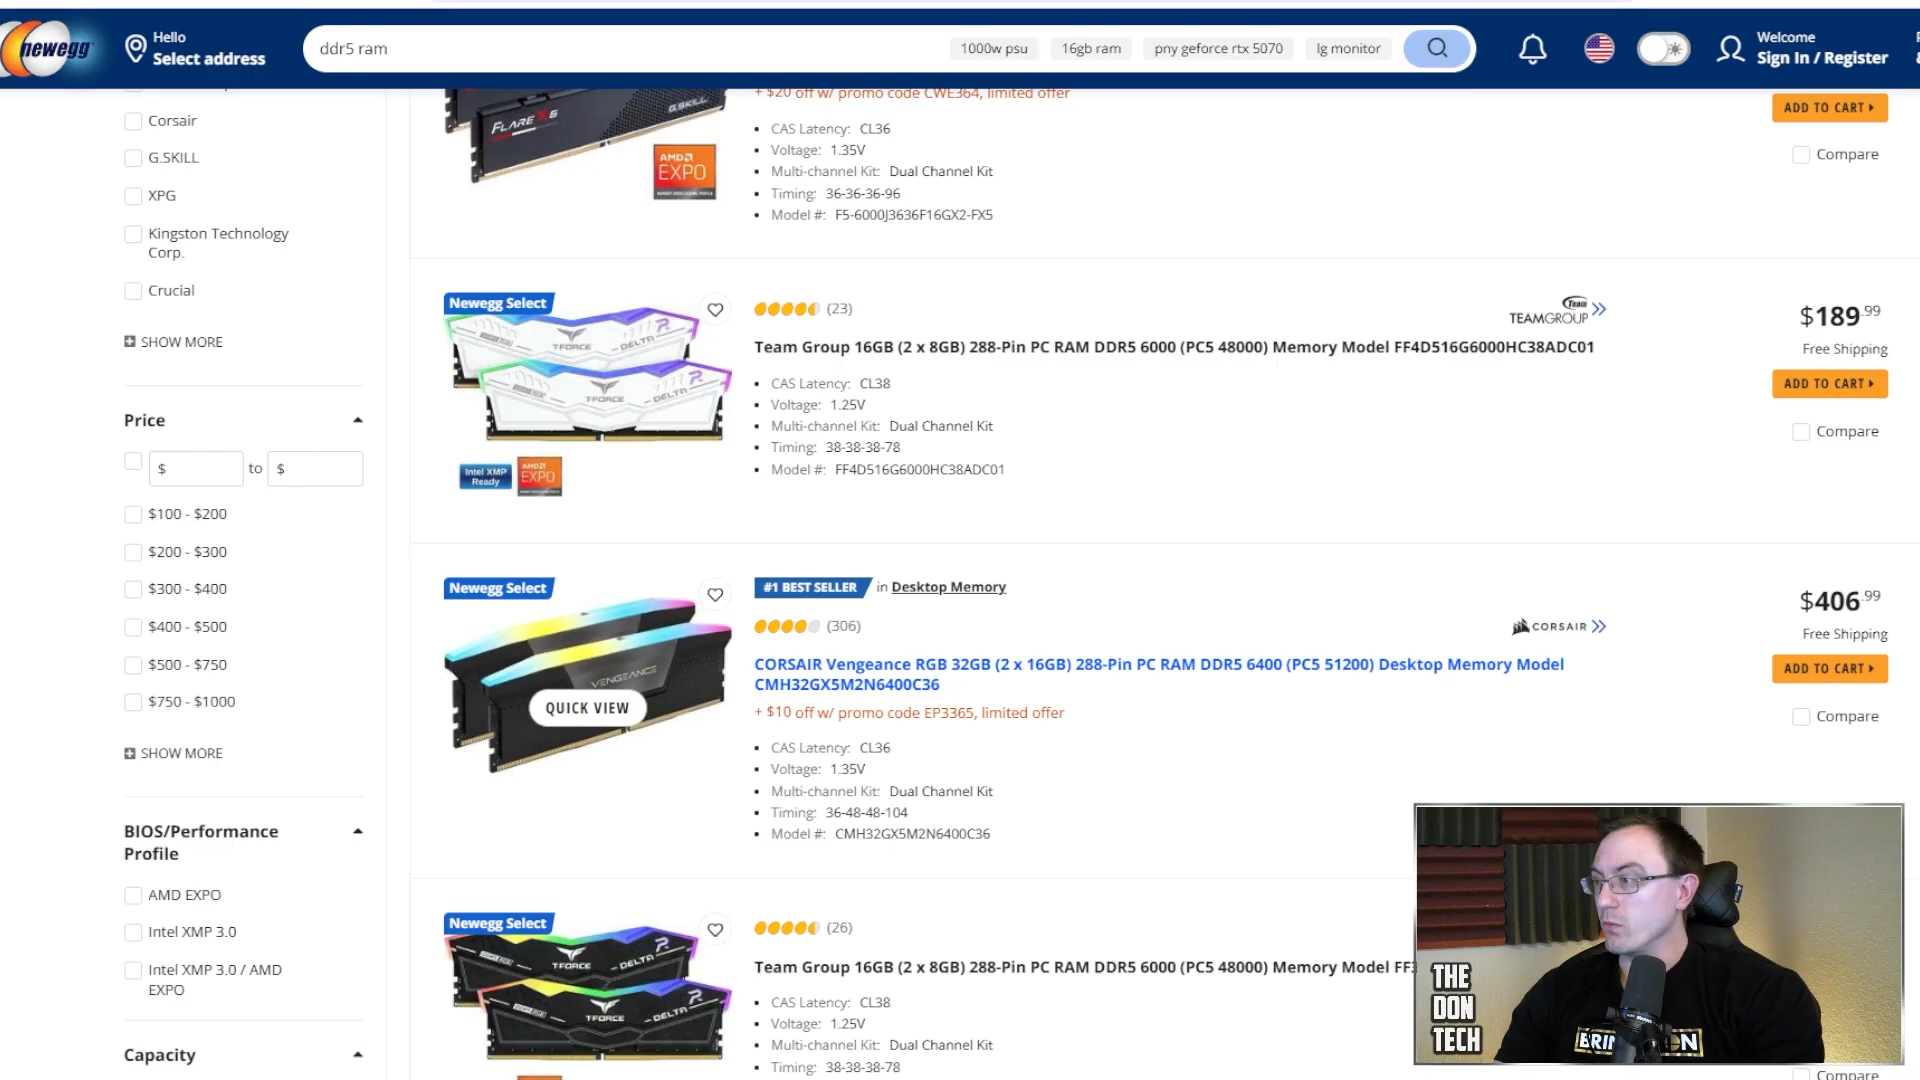 newegg
Hello
Select address
ddr5 ram
1000w psu
16gb ram
pny geforce rtx 5070
lg monitor
Welcome
Sign In / Register
Corsair
G.SKILL
XPG
Kingston Technology
Corp.
Crucial
SHOW MORE
Price
$ to $
$100 - $200
$200 - $300
$300 - $400
$400 - $500
$500 - $750
$750 - $1000
SHOW MORE
BIOS/Performance
Profile
AMD EXPO
Intel XMP 3.0
Intel XMP 3.0 / AMD
EXPO
Capacity
FLARE X5
G.SKILL
AMD
EXPO
+ $20 off w/ promo code CWE364, limited offer
CAS Latency: CL36
Voltage: 1.35V
Multi-channel Kit: Dual Channel Kit
Timing: 36-36-36-96
Model #: F5-6000J3636F16GX2-FX5
ADD TO CART
Compare
Newegg Select
T-FORCE DELTA
T-FORCE DELTA
Intel XMP
Ready
AMD
EXPO
(23)
Team
TEAMGROUP
Team Group 16GB (2 x 8GB) 288-Pin PC RAM DDR5 6000 (PC5 48000) Memory Model FF4D516G6000HC38ADC01
CAS Latency: CL38
Voltage: 1.25V
Multi-channel Kit: Dual Channel Kit
Timing: 38-38-38-78
Model #: FF4D516G6000HC38ADC01
$189.99
Free Shipping
ADD TO CART
Compare
Newegg Select
VENGEANCE
QUICK VIEW
#1 BEST SELLER in Desktop Memory
(306)
CORSAIR
CORSAIR Vengeance RGB 32GB (2 x 16GB) 288-Pin PC RAM DDR5 6400 (PC5 51200) Desktop Memory Model
CMH32GX5M2N6400C36
+ $10 off w/ promo code EP3365, limited offer
CAS Latency: CL36
Voltage: 1.35V
Multi-channel Kit: Dual Channel Kit
Timing: 36-48-48-104
Model #: CMH32GX5M2N6400C36
$406.99
Free Shipping
ADD TO CART
Compare
Newegg Select
T-FORCE DELTA
T-FORCE DELTA
(26)
Team Group 16GB (2 x 8GB) 288-Pin PC RAM DDR5 6000 (PC5 48000) Memory Model
CAS Latency: CL38
Voltage: 1.25V
Multi-channel Kit: Dual Channel Kit
Timing: 38-38-38-78
Compare
THE
DON
TECH